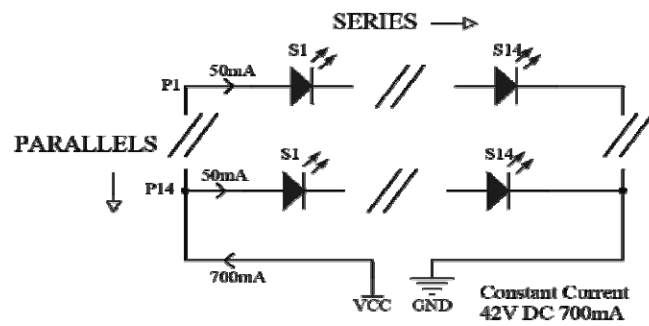 SERIES
S1
S14
P1
50mA
PARALLELS
S1
S14
P14
50mA
700mA
VCC
GND
Constant Current
42V DC 700mA